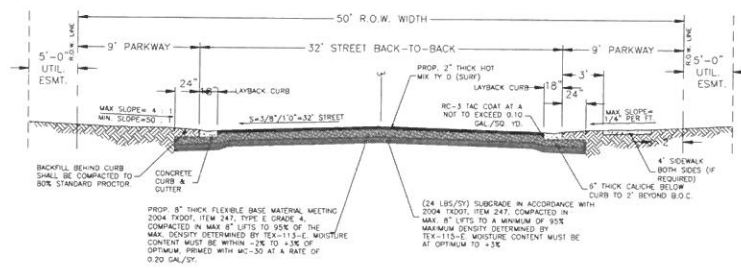 50' R.O.W. WIDTH
R.O.W. LINE
R.O.W. LINE
5'-0"
UTIL.
ESMT.
9' PARKWAY
32' STREET BACK-TO-BACK
9' PARKWAY
5'-0"
UTIL.
ESMT.
24"
18"
LAYBACK CURB
PROP. 2" THICK HOT
MIX TY D (SURF)
LAYBACK CURB
18"
3'
24"
MAX SLOPE= 4 : 1
MIN. SLOPE=50 : 1
S=3/8"/1'0"=32' STREET
RC-3 TAC COAT AT A
NOT TO EXCEED 0.10
GAL./SQ. YD.
MAX SLOPE=
1/4" PER FT.
2'
BACKFILL BEHIND CURB
SHALL BE COMPACTED TO
80% STANDARD PROCTOR.
CONCRETE
CURB &
GUTTER
4' SIDEWALK
BOTH SIDES (IF
REQUIRED)
6" THICK CALICHE BELOW
CURB TO 2' BEYOND B.O.C.
PROP. 8" THICK FLEXIBLE BASE MATERIAL MEETING
2004 TXDOT, ITEM 247, TYPE E GRADE 4,
COMPACTED IN MAX 8" LIFTS TO 95% OF THE
MAX. DENSITY DETERMINED BY TEX-113-E. MOISTURE
CONTENT MUST BE WITHIN -2% TO +3% OF
OPTIMUM, PRIMED WITH MC-30 AT A RATE OF
0.20 GAL/SY.
(24 LBS/SY) SUBGRADE IN ACCORDANCE WITH
2004 TXDOT, ITEM 247, COMPACTED IN
MAX. 8" LIFTS TO A MINIMUM OF 95%
MAXIMUM DENSITY DETERMINED BY
TEX-113-E. MOISTURE CONTENT MUST BE
AT OPTIMUM TO +3%